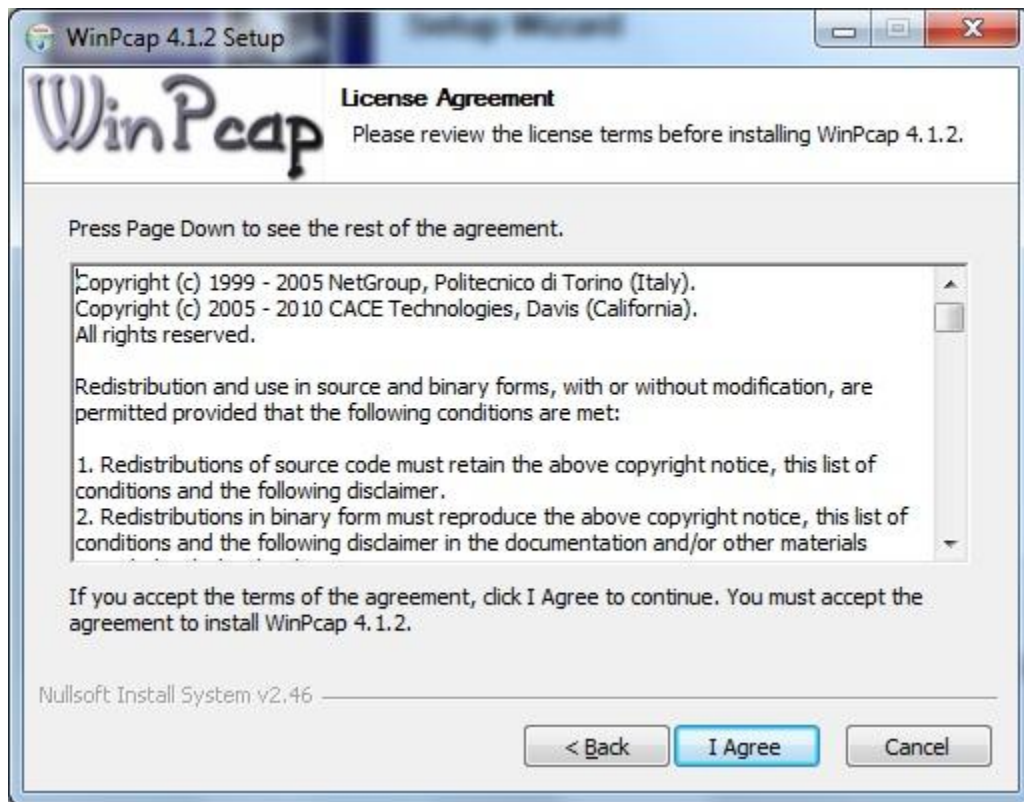 WinPcap 4.1.2 Setup
WinPcap
License Agreement
Please review the license terms before installing WinPcap 4.1.2.
Press Page Down to see the rest of the agreement.
Copyright (c) 1999 - 2005 NetGroup, Politecnico di Torino (Italy).
Copyright (c) 2005 - 2010 CACE Technologies, Davis (California).
All rights reserved.
Redistribution and use in source and binary forms, with or without modification, are
permitted provided that the following conditions are met:
1. Redistributions of source code must retain the above copyright notice, this list of
conditions and the following disclaimer.
2. Redistributions in binary form must reproduce the above copyright notice, this list of
conditions and the following disclaimer in the documentation and/or other materials
If you accept the terms of the agreement, click I Agree to continue. You must accept the
agreement to install WinPcap 4.1.2.
Nullsoft Install System v2.46
< Back
I Agree
Cancel